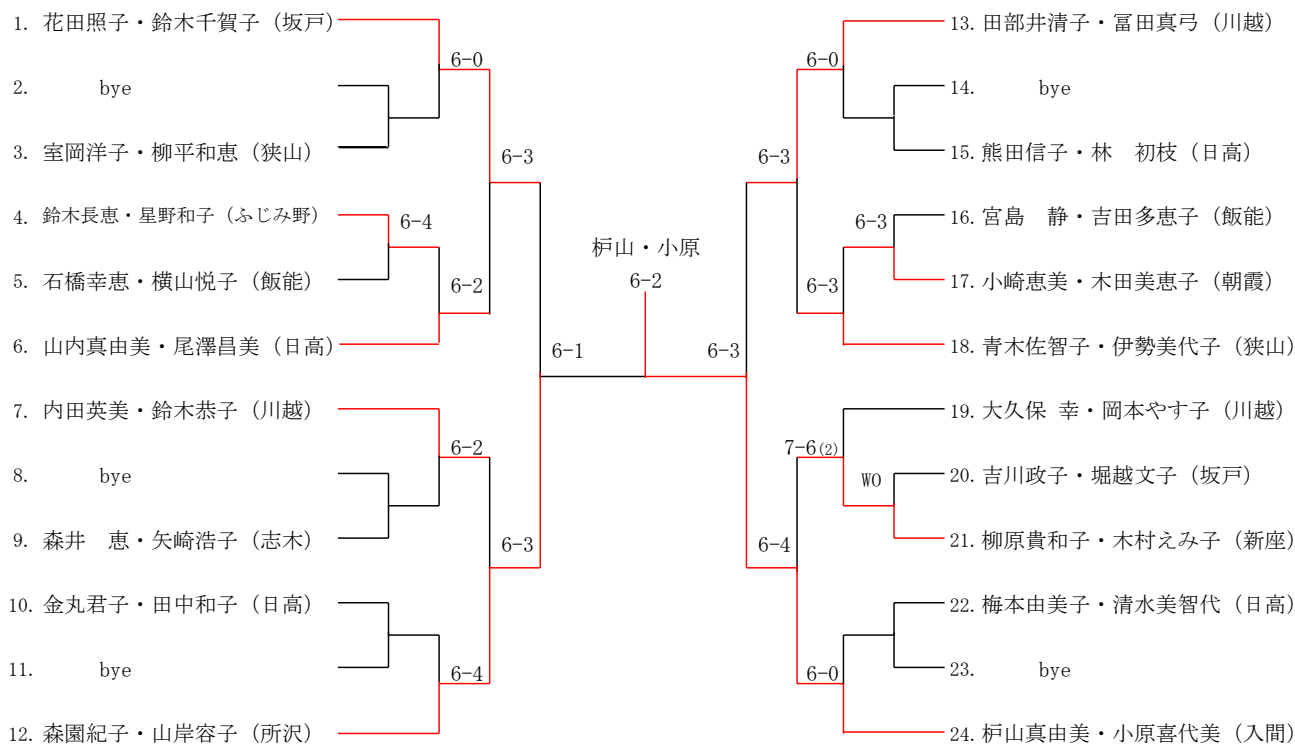 1. 花田照子・鈴木千賀子（坂戸）
6-0
2. bye
3. 室岡洋子・柳平和恵（狭山）
6-3
4. 鈴木長恵・星野和子（ふじみ野）
6-4
5. 石橋幸恵・横山悦子（飯能）
6-2
6. 山内真由美・尾澤昌美（日高）
6-1
7. 内田英美・鈴木恭子（川越）
6-2
8. bye
9. 森井　恵・矢崎浩子（志木）
6-3
10. 金丸君子・田中和子（日高）
11. bye
6-4
12. 森園紀子・山岸容子（所沢）
枦山・小原
6-2
13. 田部井清子・冨田真弓（川越）
6-0
14. bye
15. 熊田信子・林　初枝（日高）
6-3
16. 宮島　静・吉田多恵子（飯能）
6-3
17. 小崎恵美・木田美恵子（朝霞）
6-3
18. 青木佐智子・伊勢美代子（狭山）
6-3
19. 大久保 幸・岡本やす子（川越）
7-6(2)
20. 吉川政子・堀越文子（坂戸）
WO
21. 柳原貴和子・木村えみ子（新座）
6-4
22. 梅本由美子・清水美智代（日高）
23. bye
6-0
24. 枦山真由美・小原喜代美（入間）